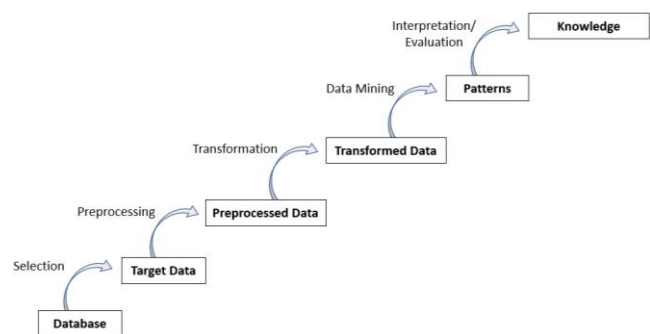 Interpretation/
Evaluation
Knowledge
Data Mining
Patterns
Transformation
Transformed Data
Preprocessing
Preprocessed Data
Selection
Target Data
Database